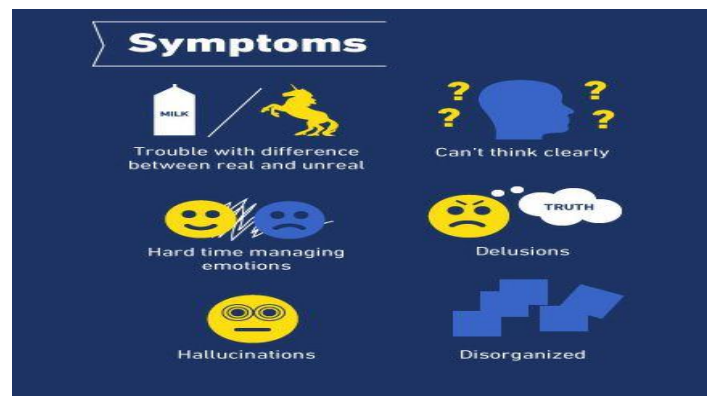 Symptoms
MILK
? ? ? ?
Trouble with difference
between real and unreal
Can't think clearly
TRUTH
Hard time managing
emotions
Delusions
Hallucinations
Disorganized